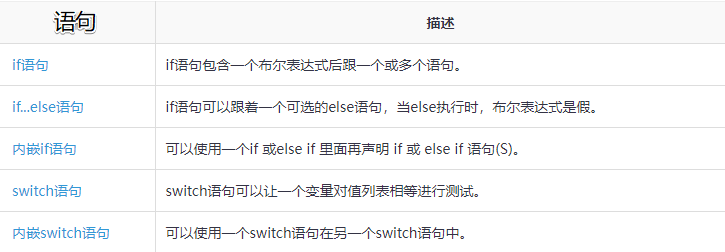 语句 描述
if语句 if语句包含一个布尔表达式后跟一个或多个语句。
if...else语句 if语句可以跟着一个可选的else语句，当else执行时，布尔表达式是假。
内嵌if语句 可以使用一个if 或else if 里面再声明 if 或 else if 语句(S)。
switch语句 switch语句可以让一个变量对值列表相等进行测试。
内嵌switch语句 可以使用一个switch语句在另一个switch语句中。